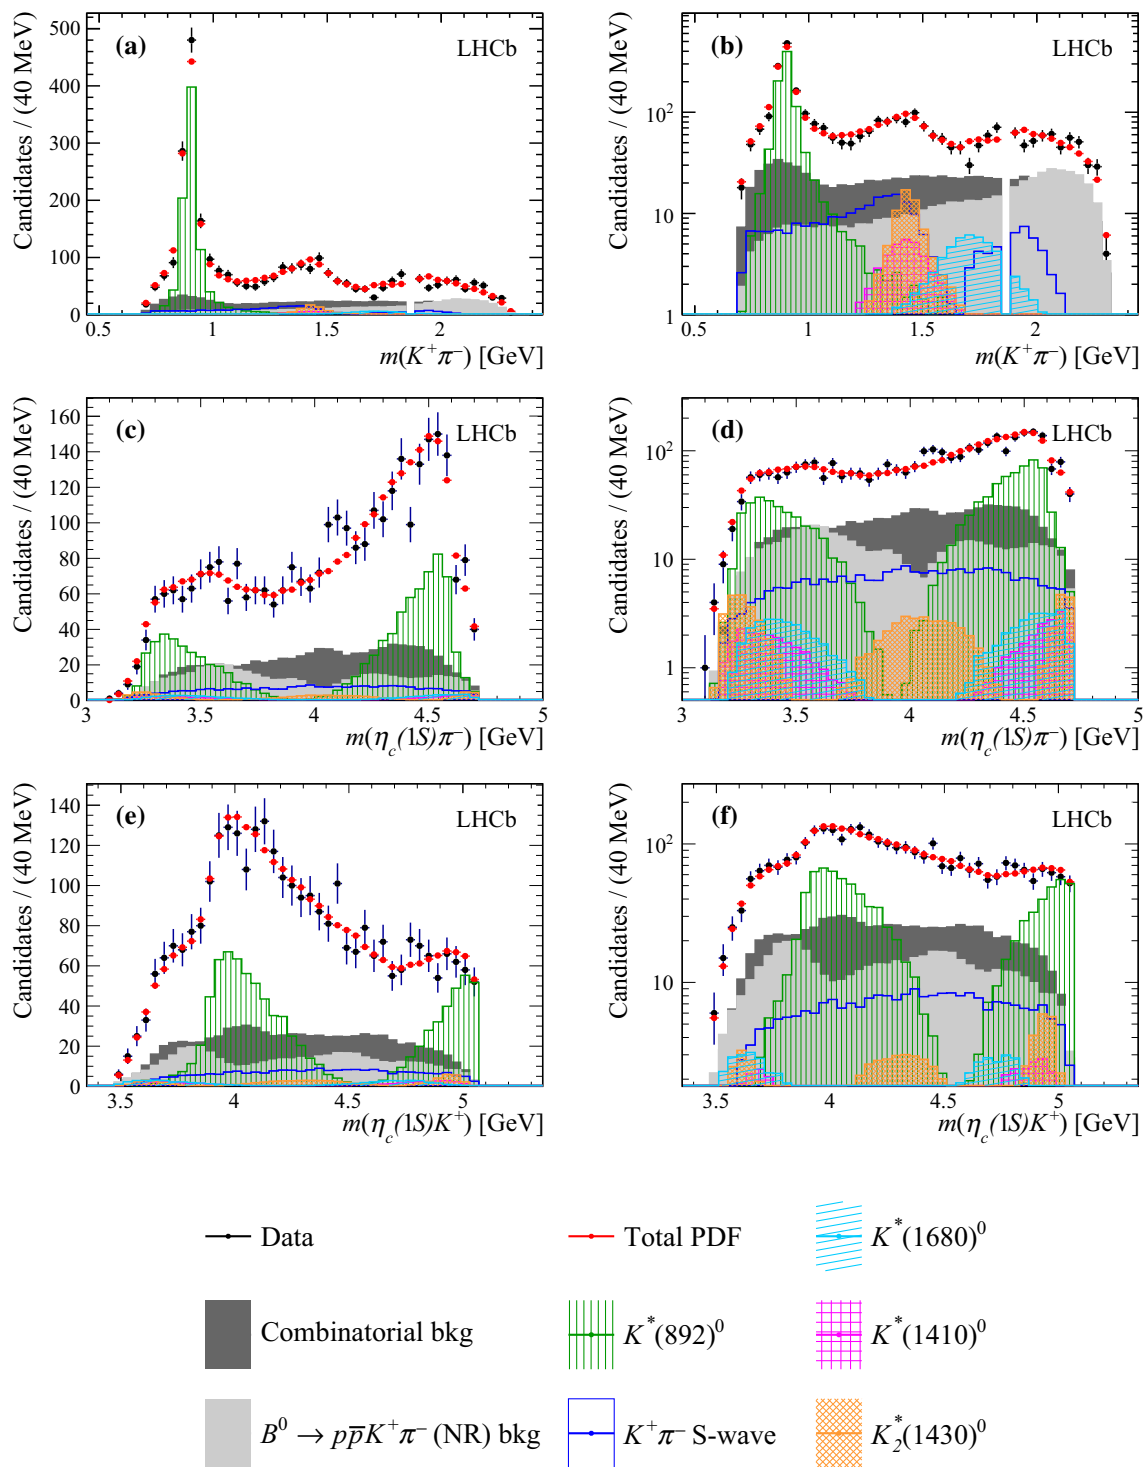 (a) LHCb
Candidates / (40 MeV)
500
400
300
200
100
0
0.5 1 1.5 2
m(K⁺π⁻) [GeV]
(b) LHCb
Candidates / (40 MeV)
10²
10
1
0.5 1 1.5 2
m(K⁺π⁻) [GeV]
(c) LHCb
Candidates / (40 MeV)
160
140
120
100
80
60
40
20
0
3 3.5 4 4.5 5
m(η_c(1S)π⁻) [GeV]
(d) LHCb
Candidates / (40 MeV)
10²
10
1
3 3.5 4 4.5 5
m(η_c(1S)π⁻) [GeV]
(e) LHCb
Candidates / (40 MeV)
140
120
100
80
60
40
20
0
3.5 4 4.5 5
m(η_c(1S)K⁺) [GeV]
(f) LHCb
Candidates / (40 MeV)
10²
10
3.5 4 4.5 5
m(η_c(1S)K⁺) [GeV]
Data Total PDF K*(1680)⁰
Combinatorial bkg K*(892)⁰ K*(1410)⁰
B⁰ → pp̅K⁺π⁻ (NR) bkg K⁺π⁻ S-wave K₂*(1430)⁰